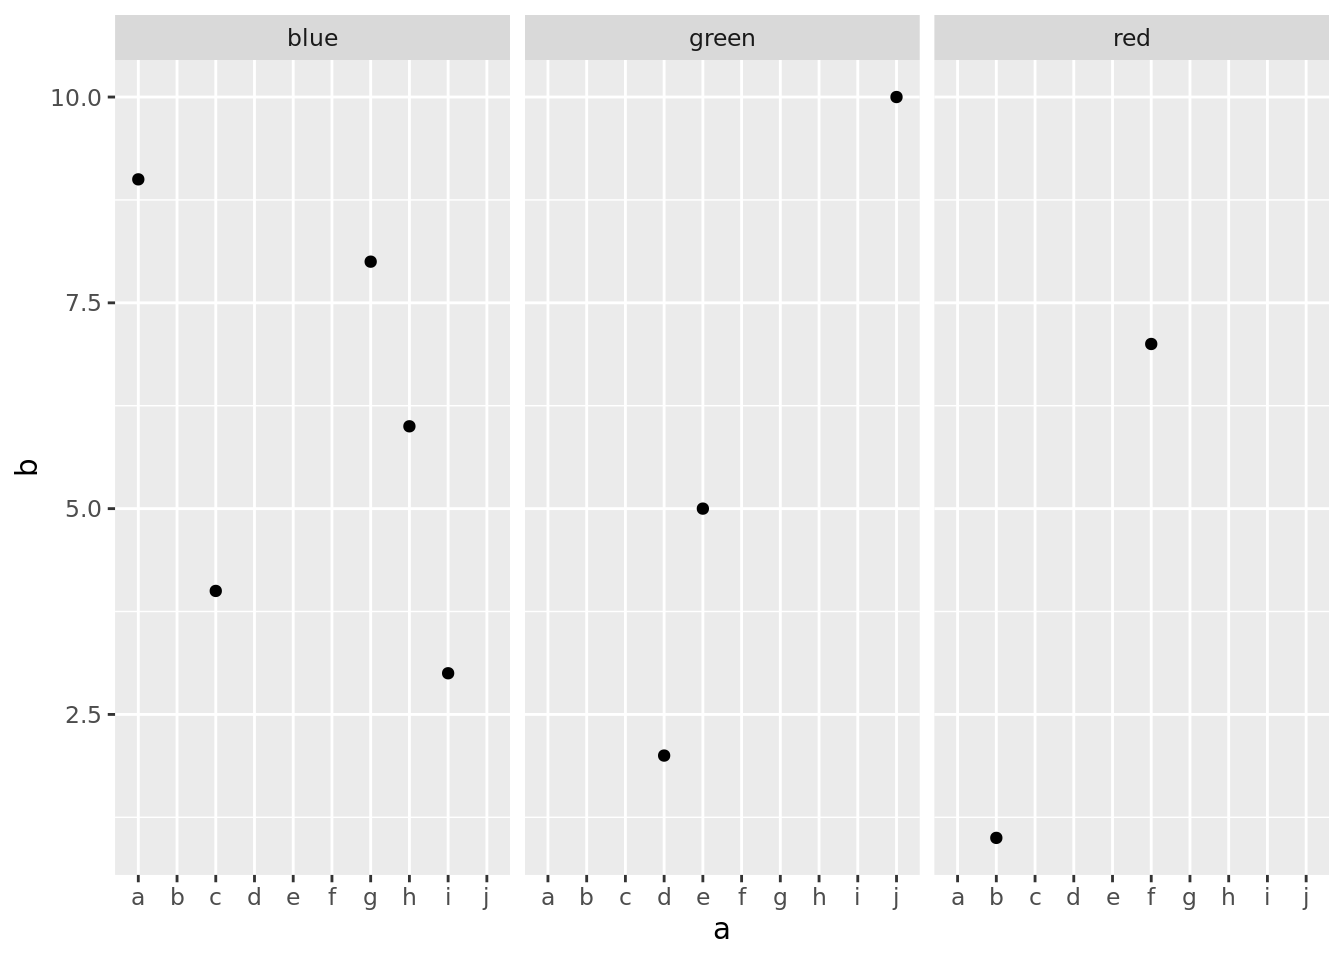 blue green red
10.0
7.5
5.0
2.5
b
a b c d e f g h i j a b c d e f g h i j a b c d e f g h i j
a